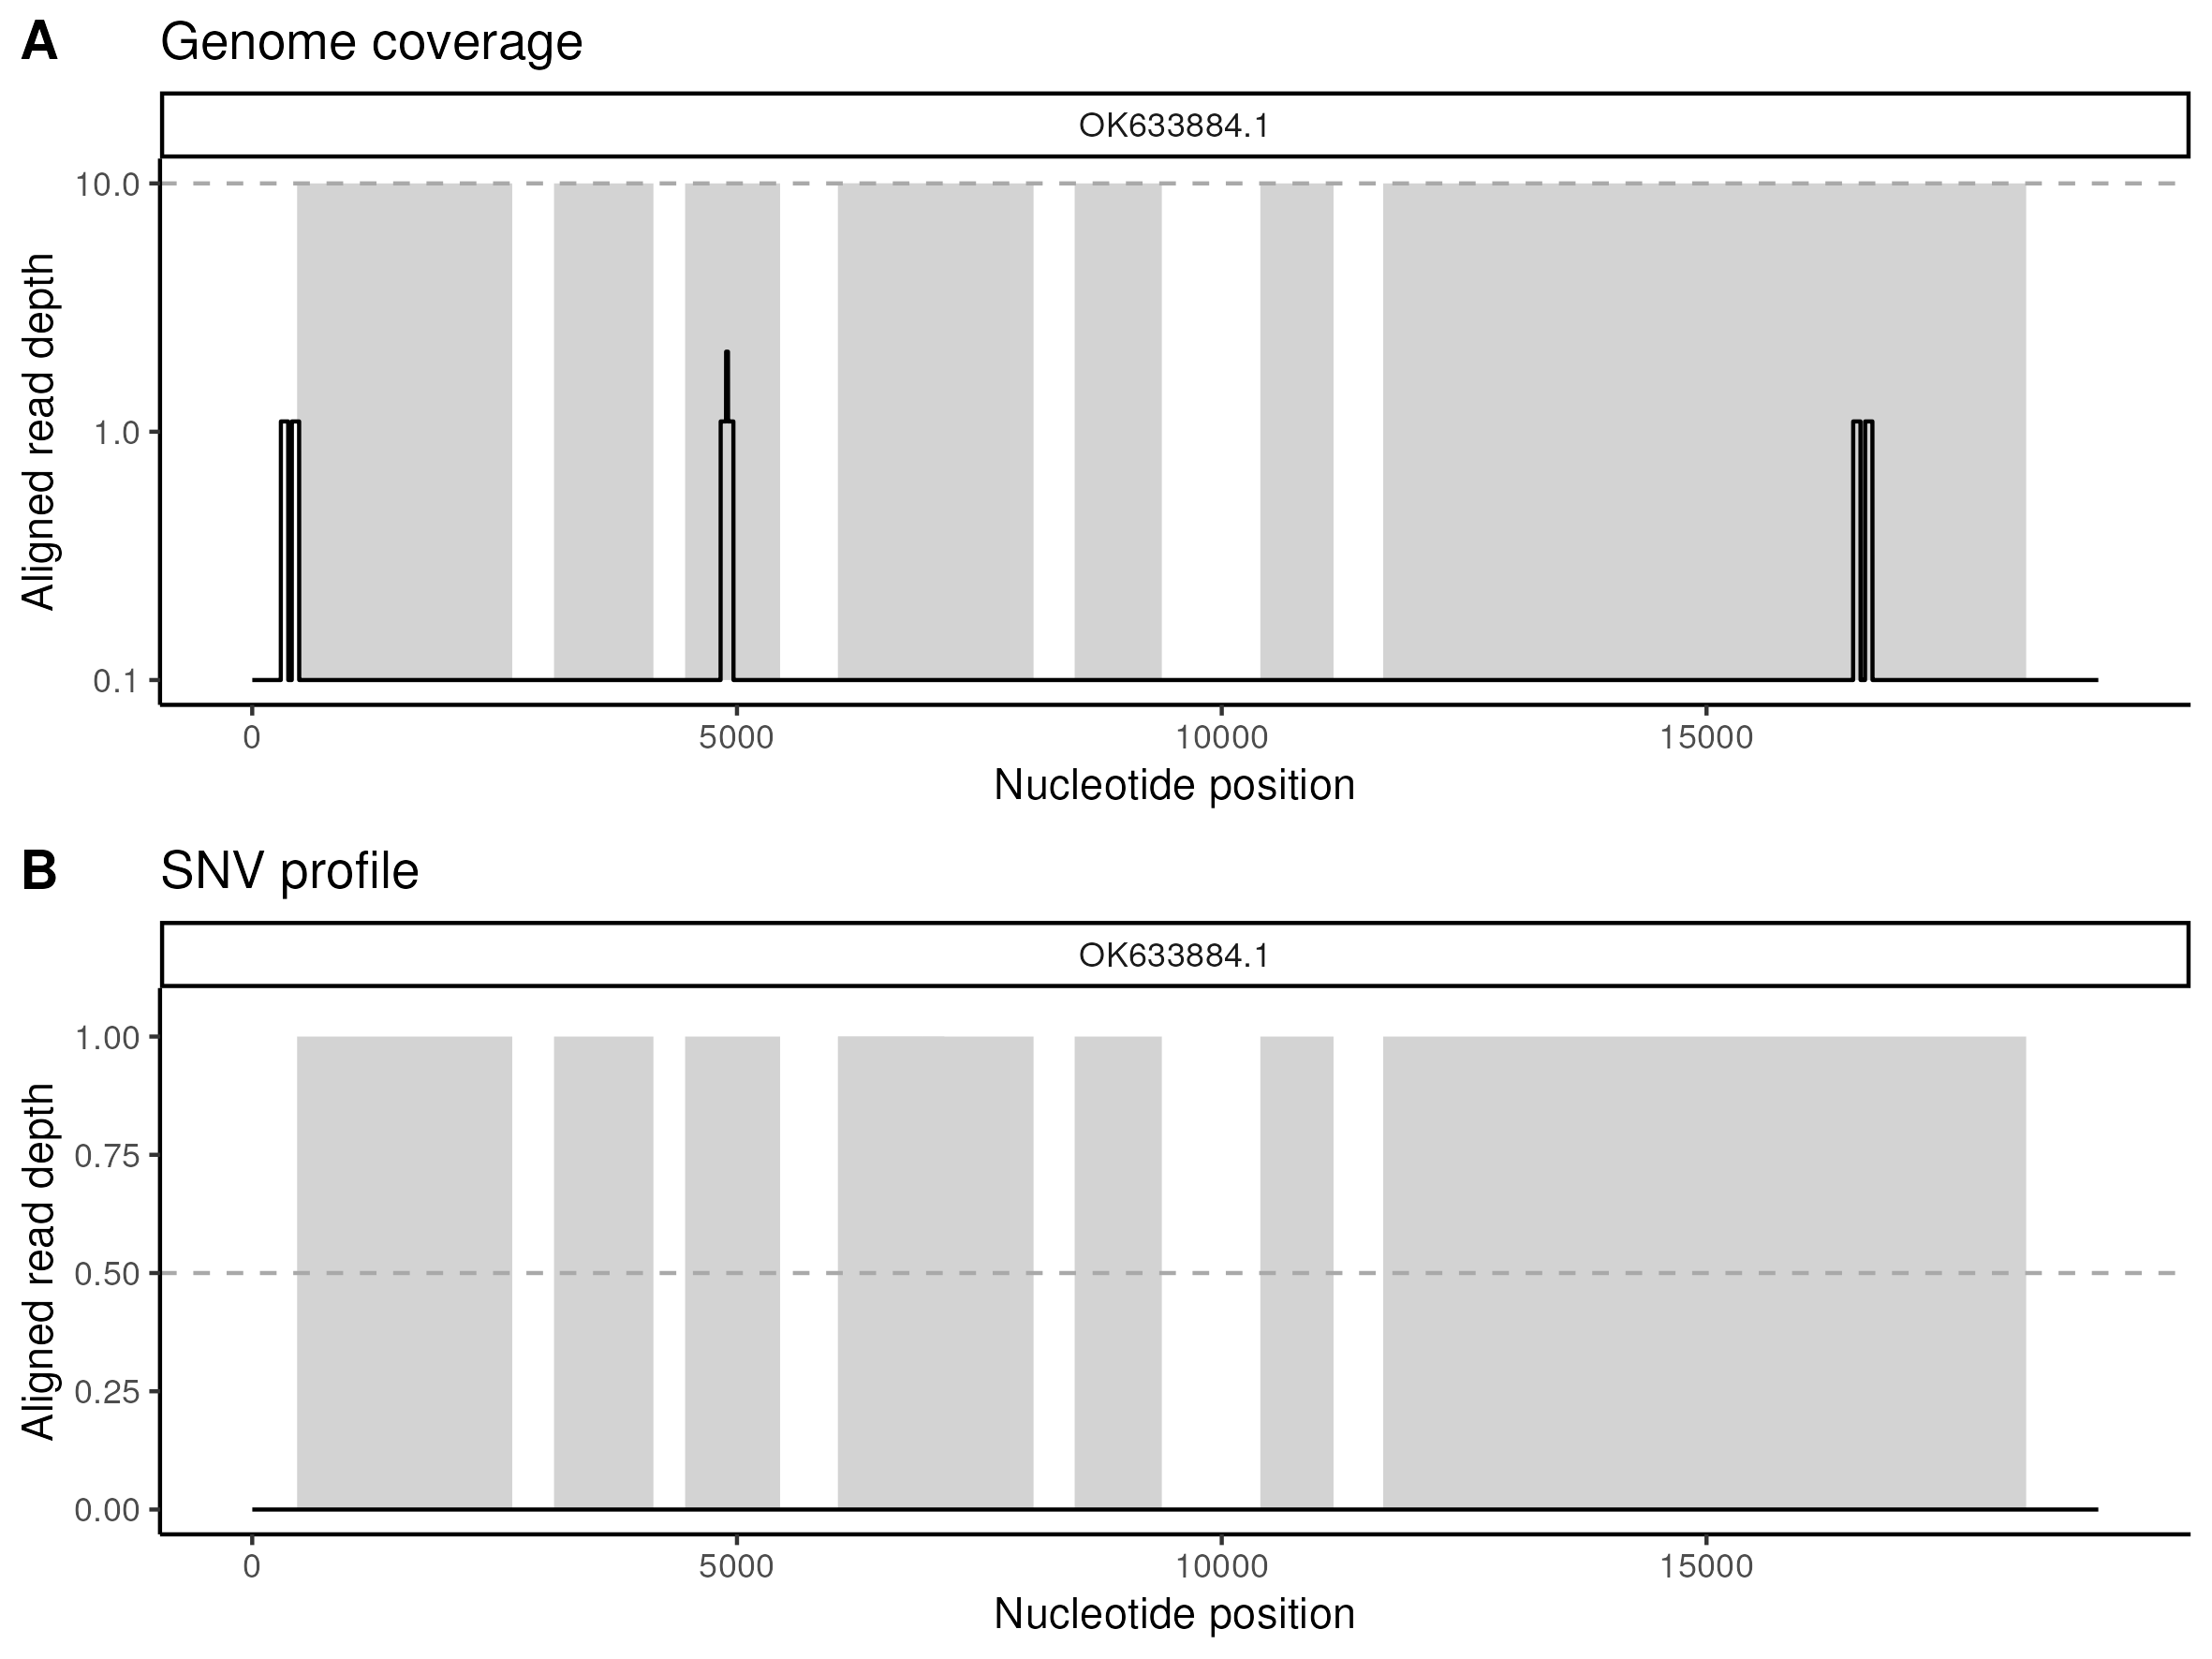 A Genome coverage
OK633884.1
10.0
1.0
0.1
Aligned read depth
0 5000 10000 15000
Nucleotide position
B SNV profile
OK633884.1
1.00
0.75
0.50
0.25
0.00
Aligned read depth
0 5000 10000 15000
Nucleotide position